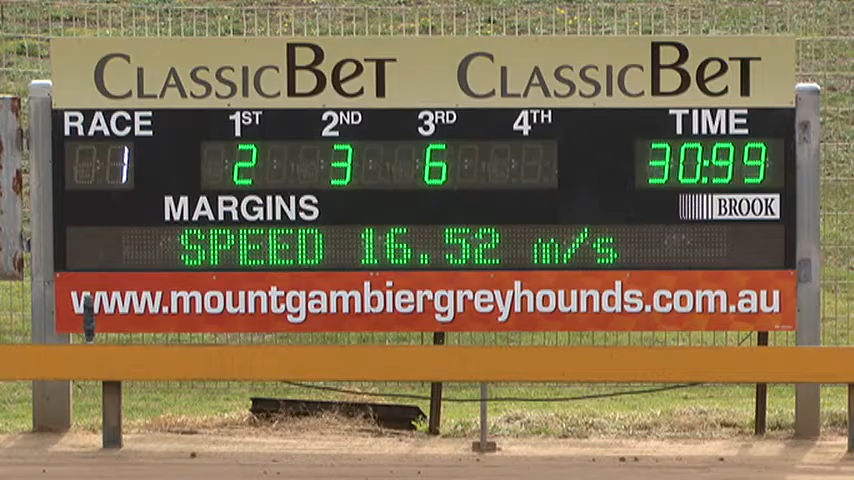 CLASSICBET CLASSICBET
RACE 1ST 2ND 3RD 4TH TIME
1 2 3 6 30:99
MARGINS BROOK
SPEED 16.52 m/s
www.mountgambiergreyhounds.com.au